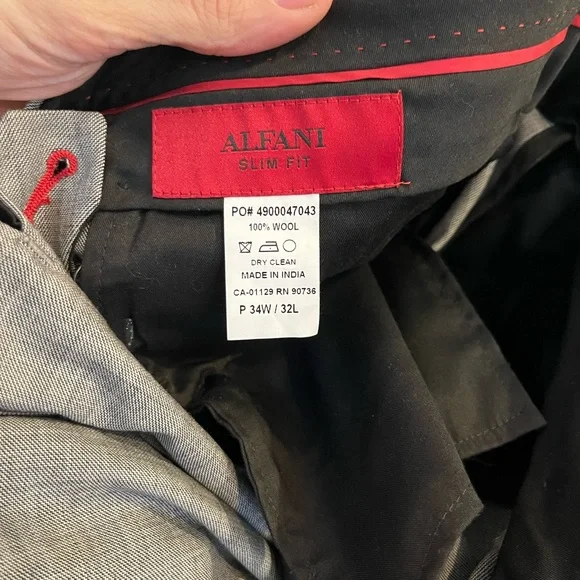 ALFANI
SLIM FIT
PO# 4900047043
100% WOOL
DRY CLEAN
MADE IN INDIA
CA-01129 RN 90736
P 34W / 32L